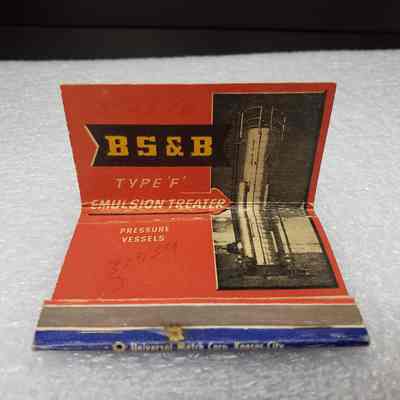 BS&B
TYPE 'F'
EMULSION TREATER
PRESSURE
VESSELS
Universal Match Corp. Kansas City